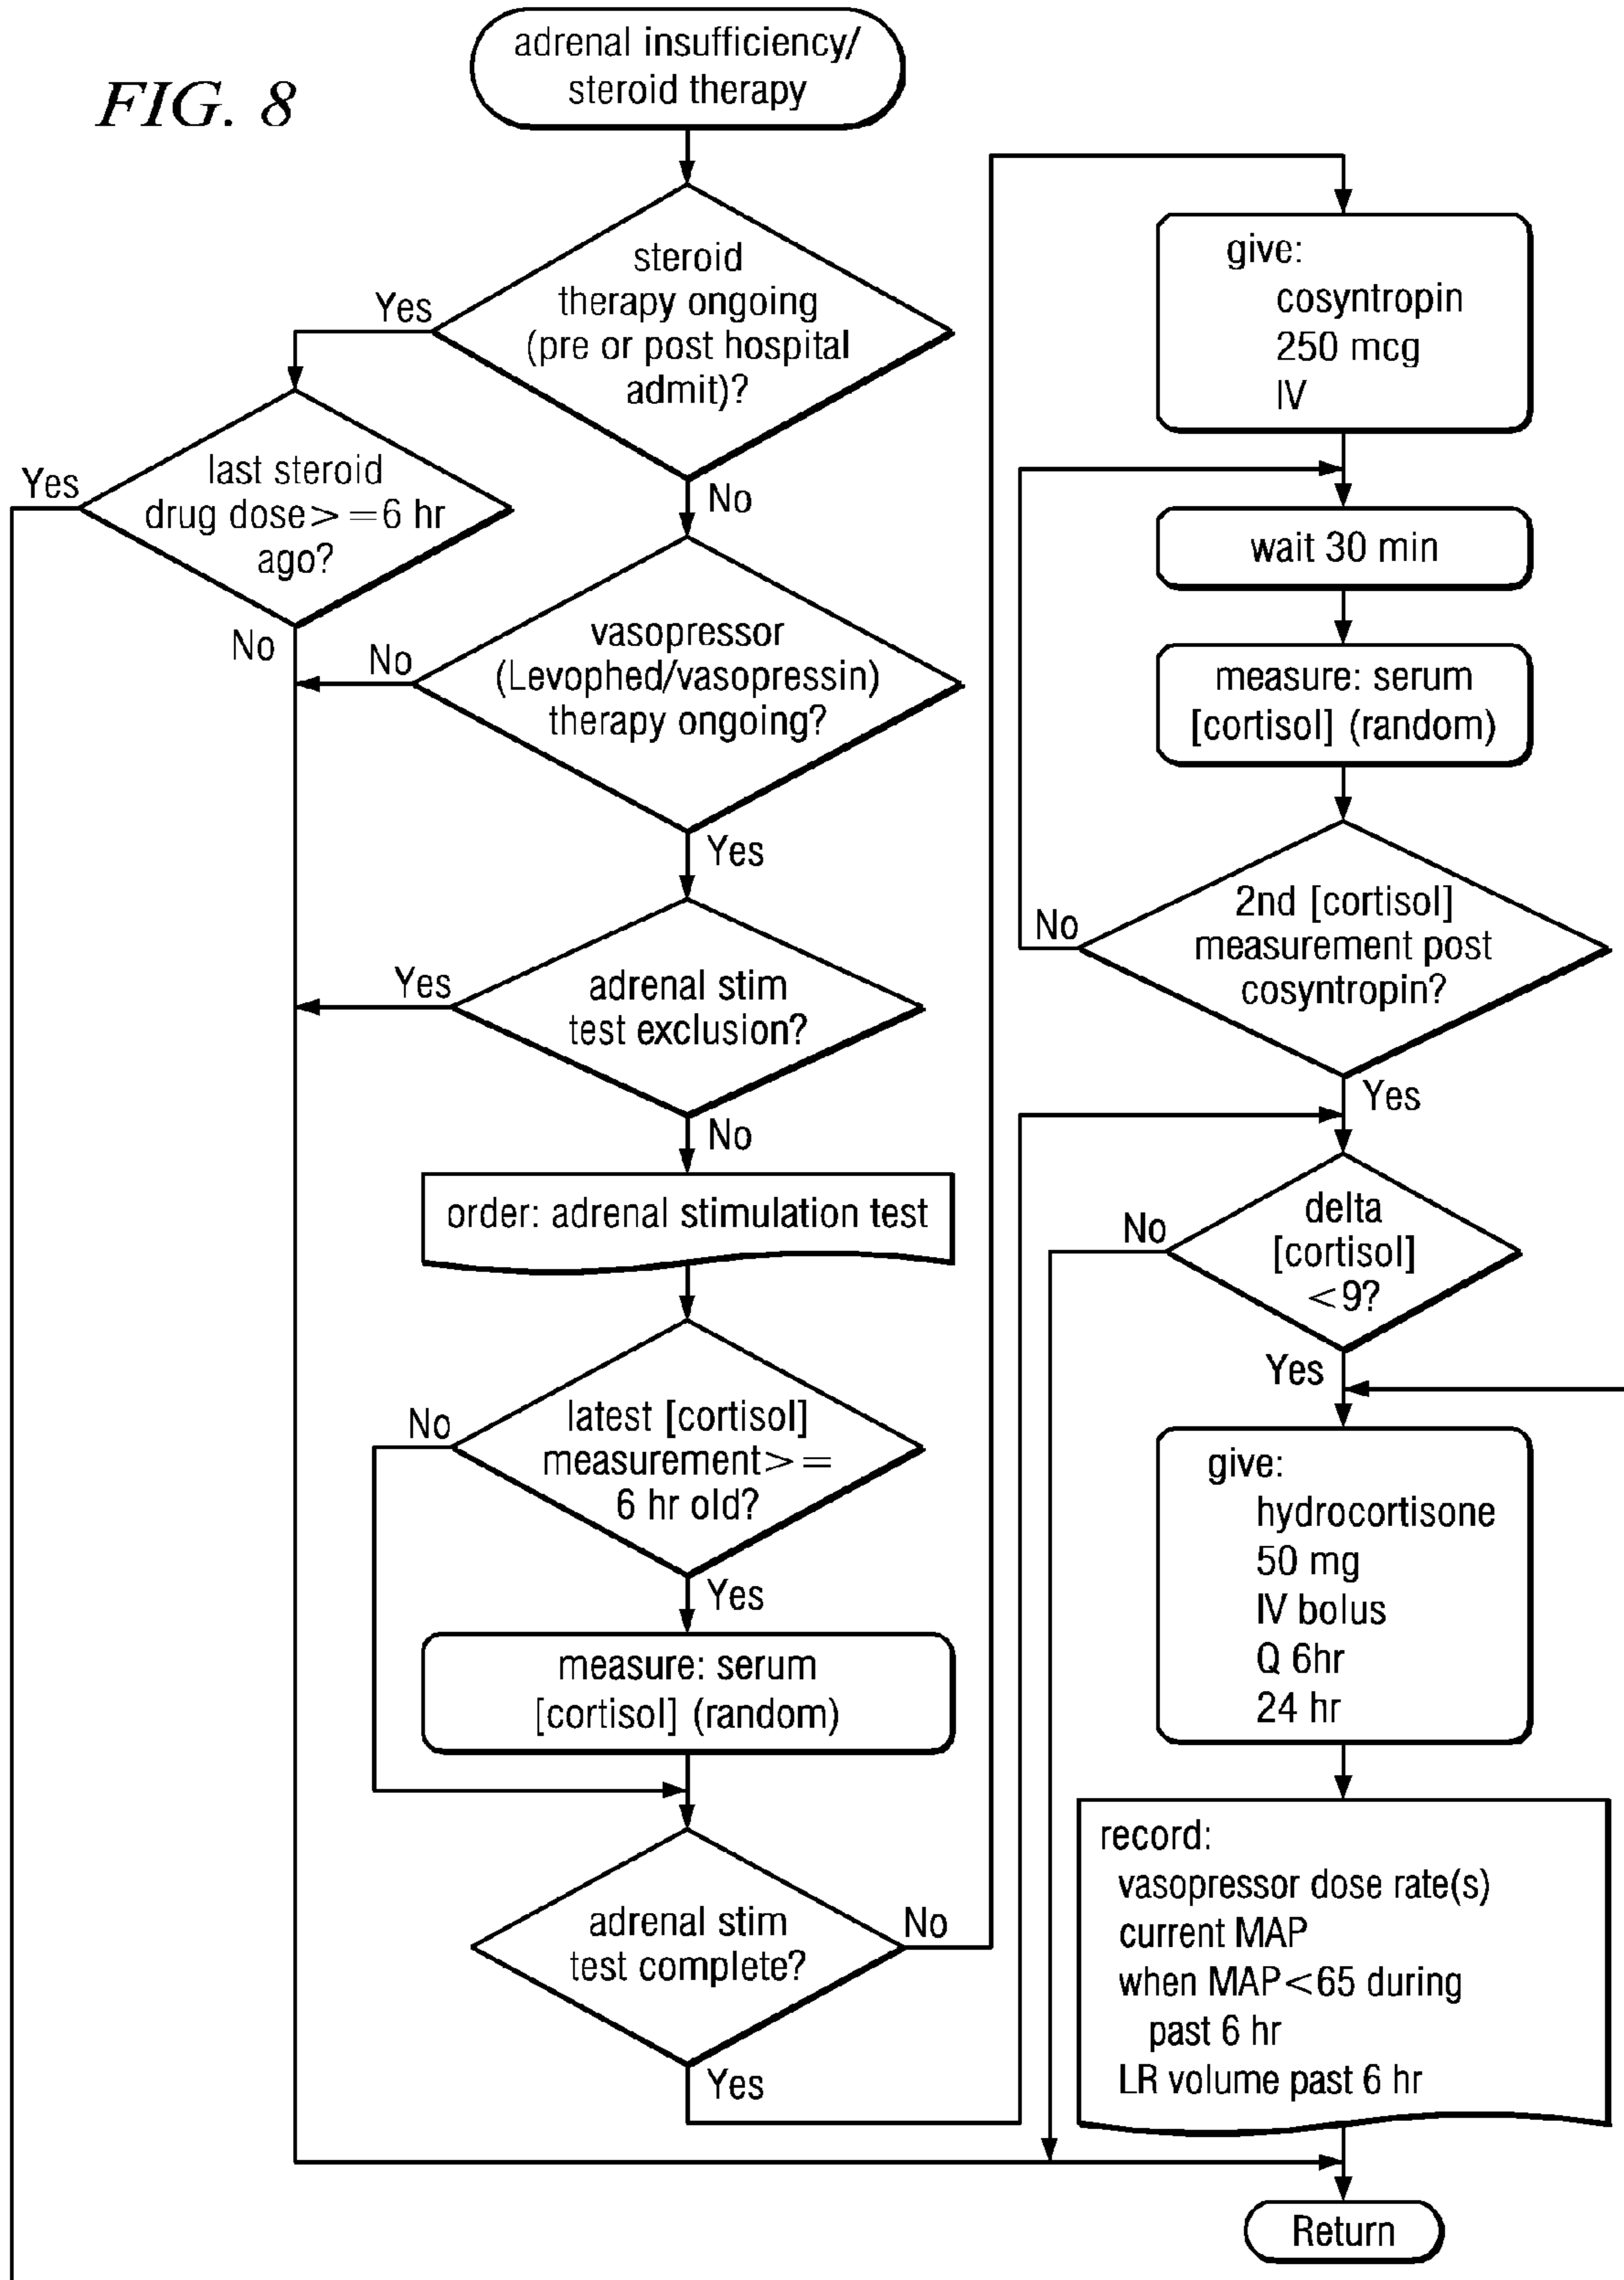 FIG. 8
adrenal insufficiency/
steroid therapy
steroid
therapy ongoing
(pre or post hospital
admit)?
Yes
No
last steroid
drug dose>=6 hr
ago?
Yes
No
vasopressor
(Levophed/vasopressin)
therapy ongoing?
No
Yes
adrenal stim
test exclusion?
Yes
No
order: adrenal stimulation test
latest [cortisol]
measurement>=
6 hr old?
No
Yes
measure: serum
[cortisol] (random)
adrenal stim
test complete?
No
Yes
give:
cosyntropin
250 mcg
IV
wait 30 min
measure: serum
[cortisol] (random)
2nd [cortisol]
measurement post
cosyntropin?
No
Yes
delta
[cortisol]
<9?
No
Yes
give:
hydrocortisone
50 mg
IV bolus
Q 6hr
24 hr
record:
vasopressor dose rate(s)
current MAP
when MAP<65 during
past 6 hr
LR volume past 6 hr
Return